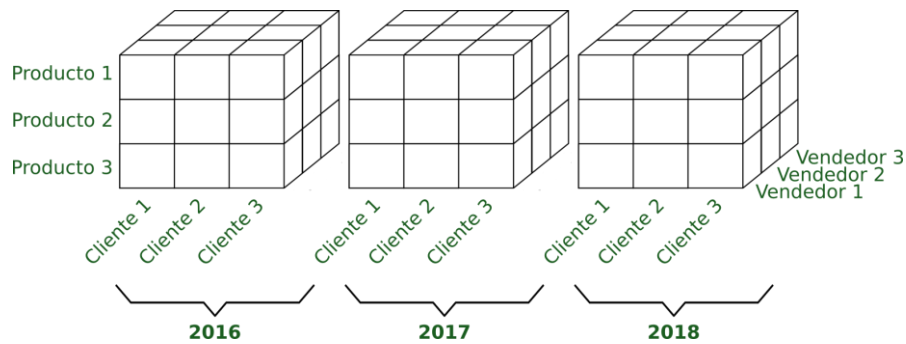 Producto 1
Producto 2
Producto 3
Cliente 1
Cliente 2
Cliente 3
Cliente 1
Cliente 2
Cliente 3
Cliente 1
Cliente 2
Cliente 3
Vendedor 3
Vendedor 2
Vendedor 1
2016
2017
2018